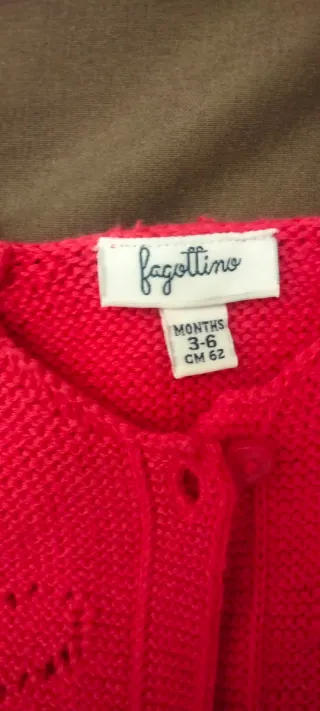 fagottino
MONTHS
3-6
CM 62